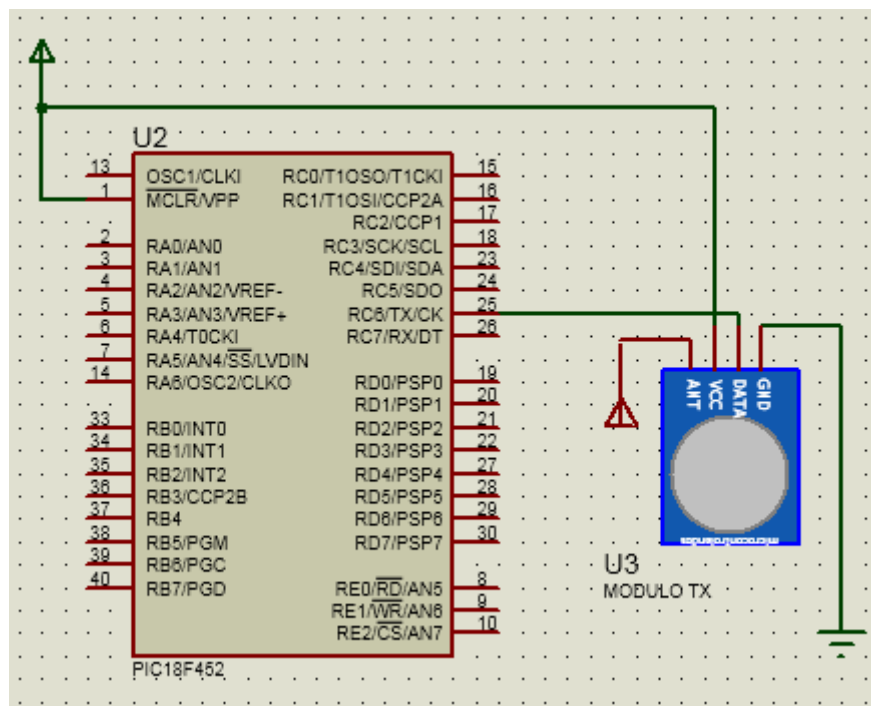 U2
13 OSC1/CLKI RC0/T1OSO/T1CKI 15
1 MCLR/VPP RC1/T1OSI/CCP2A 16
RC2/CCP1 17
2 RA0/AN0 RC3/SCK/SCL 18
3 RA1/AN1 RC4/SDI/SDA 23
4 RA2/AN2/VREF- RC5/SDO 24
5 RA3/AN3/VREF+ RC6/TX/CK 25
6 RA4/T0CKI RC7/RX/DT 26
7 RA5/AN4/SS/LVDIN
14 RA6/OSC2/CLKO RD0/PSP0 19
RD1/PSP1 20
33 RB0/INT0 RD2/PSP2 21
34 RB1/INT1 RD3/PSP3 22
35 RB2/INT2 RD4/PSP4 27
36 RB3/CCP2B RD5/PSP5 28
37 RB4 RD6/PSP6 29
38 RB5/PGM RD7/PSP7 30
39 RB6/PGC
40 RB7/PGD RE0/RD/AN5 8
RE1/WR/AN6 9
RE2/CS/AN7 10
PIC18F452
ANT
VCC
DATA
GND
U3
MODULO TX